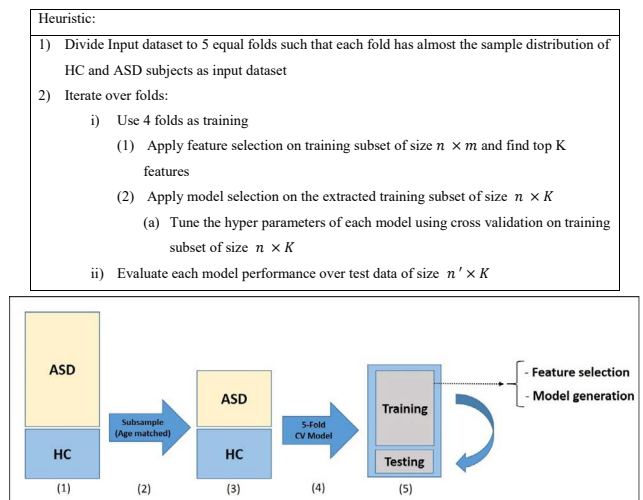 Heuristic:
1) Divide Input dataset to 5 equal folds such that each fold has almost the sample distribution of
HC and ASD subjects as input dataset
2) Iterate over folds:
i) Use 4 folds as training
(1) Apply feature selection on training subset of size n × m and find top K
features
(2) Apply model selection on the extracted training subset of size n × K
(a) Tune the hyper parameters of each model using cross validation on training
subset of size n × K
ii) Evaluate each model performance over test data of size n ′ × K
ASD
HC
(1)
Subsample
(Age matched)
(2)
ASD
HC
(3)
5-Fold
CV Model
(4)
Training
Testing
(5)
- Feature selection
- Model generation